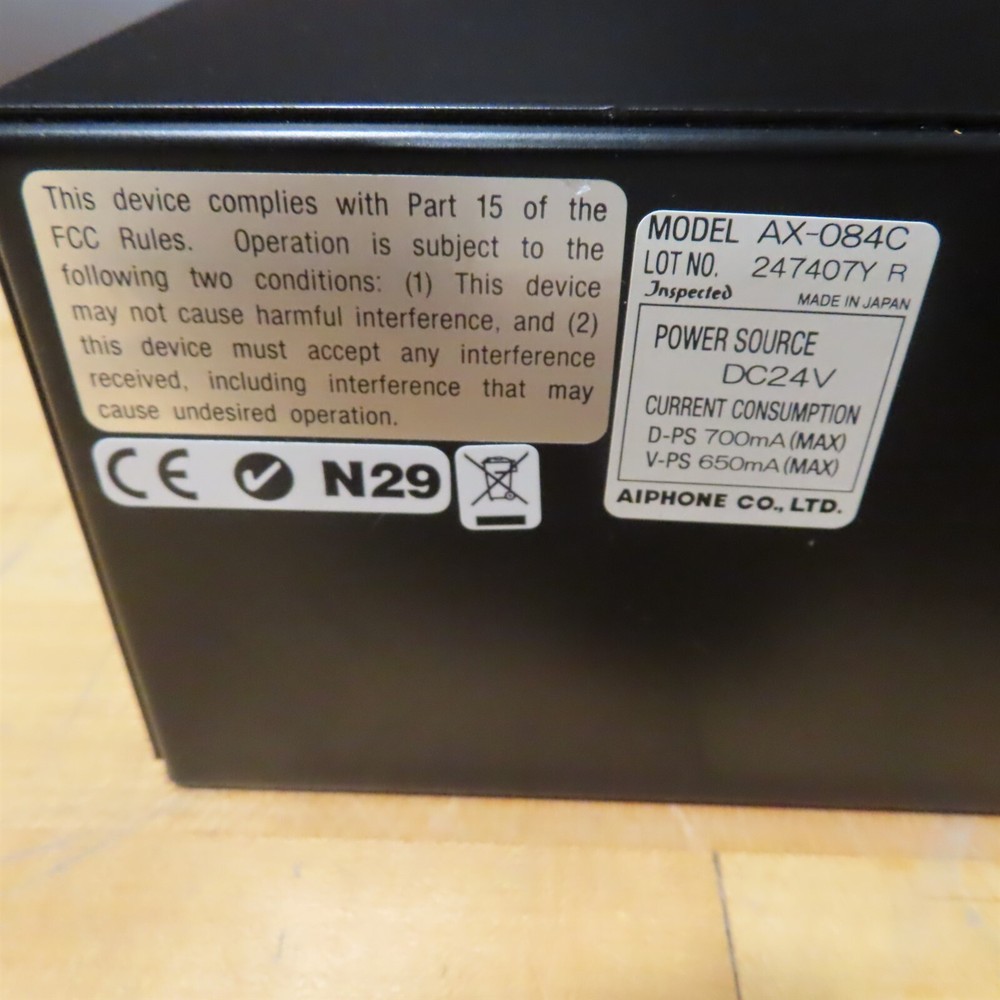 This device complies with Part 15 of the
FCC Rules. Operation is subject to the
following two conditions: (1) This device
may not cause harmful interference, and (2)
this device must accept any interference
received, including interference that may
cause undesired operation.
CE N29
MODEL AX-084C
LOT NO. 247407Y R
Inspected MADE IN JAPAN
POWER SOURCE
DC24V
CURRENT CONSUMPTION
D-PS 700mA (MAX)
V-PS 650mA (MAX)
AIPHONE CO., LTD.